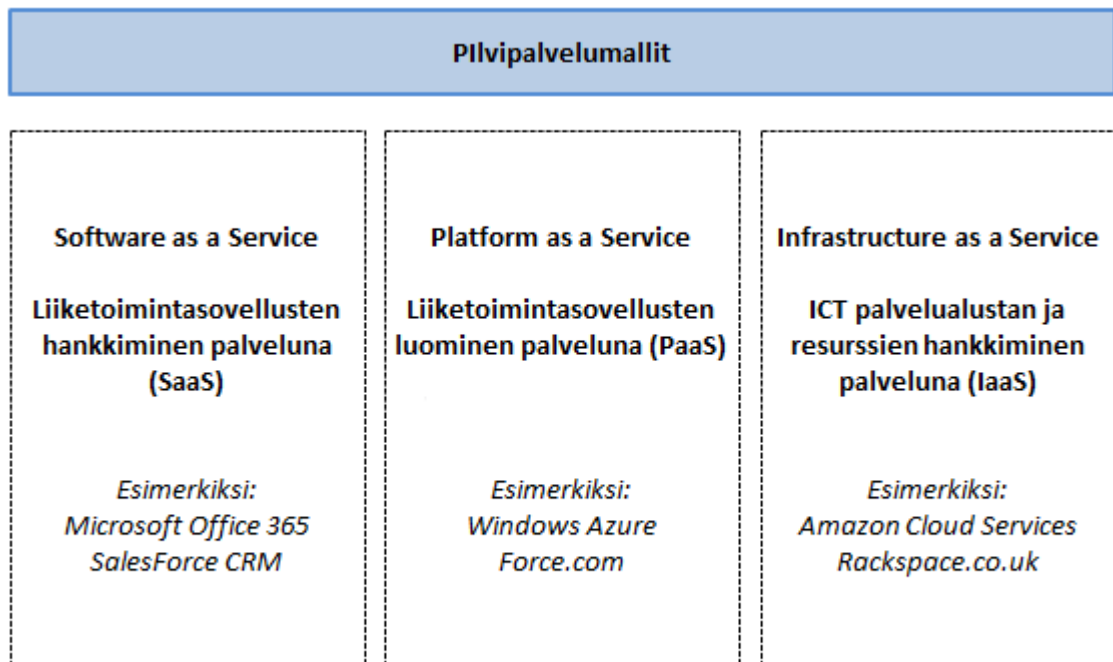 PIlvipalvelumallit
Software as a Service
Liiketoimintasovellusten
hankkiminen palveluna
(SaaS)
Esimerkiksi:
Microsoft Office 365
SalesForce CRM
Platform as a Service
Liiketoimintasovellusten
luominen palveluna (PaaS)
Esimerkiksi:
Windows Azure
Force.com
Infrastructure as a Service
ICT palvelualustan ja
resurssien hankkiminen
palveluna (IaaS)
Esimerkiksi:
Amazon Cloud Services
Rackspace.co.uk